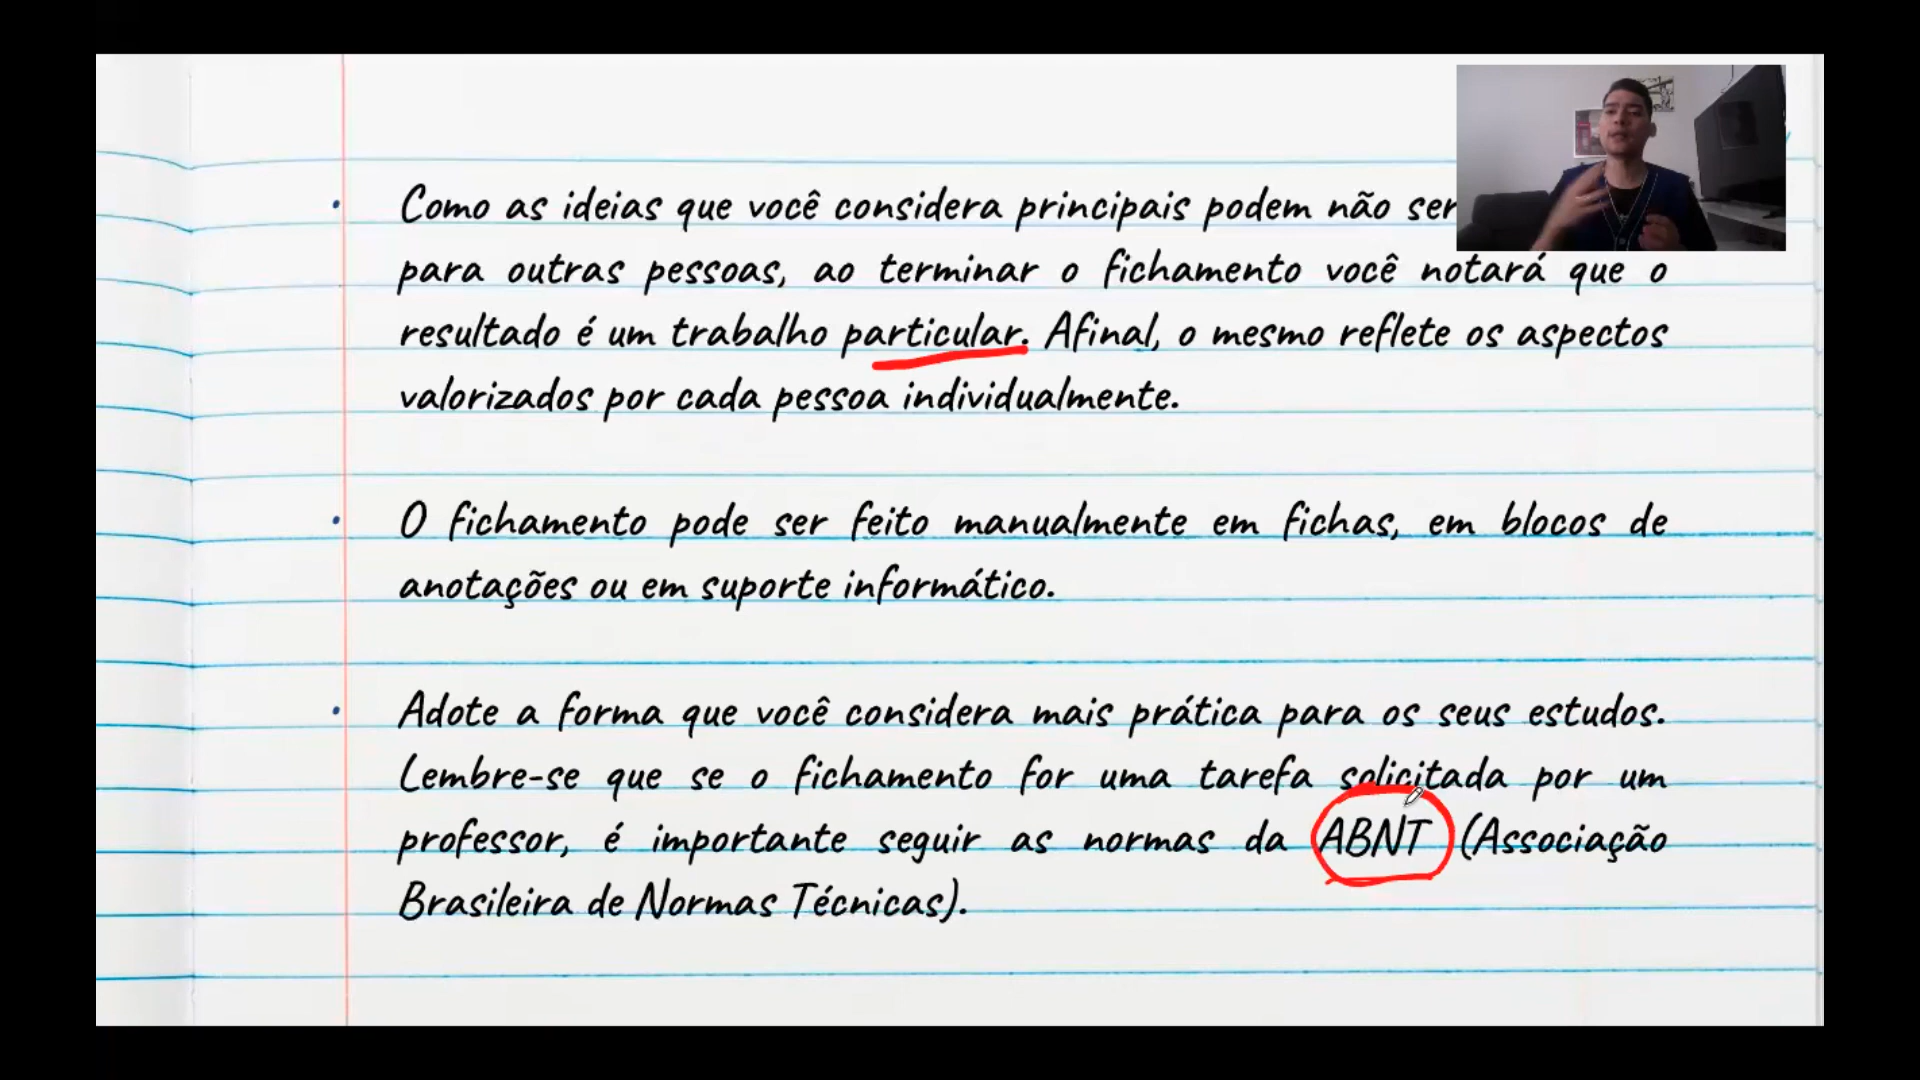 Como as ideias que você considera principais podem não ser
para outras pessoas, ao terminar o fichamento você notará que o
resultado é um trabalho particular. Afinal, o mesmo reflete os aspectos
valorizados por cada pessoa individualmente.
O fichamento pode ser feito manualmente em fichas, em blocos de
anotações ou em suporte informático.
Adote a forma que você considera mais prática para os seus estudos.
Lembre-se que se o fichamento for uma tarefa solicitada por um
professor, é importante seguir as normas da ABNT (Associação
Brasileira de Normas Técnicas).